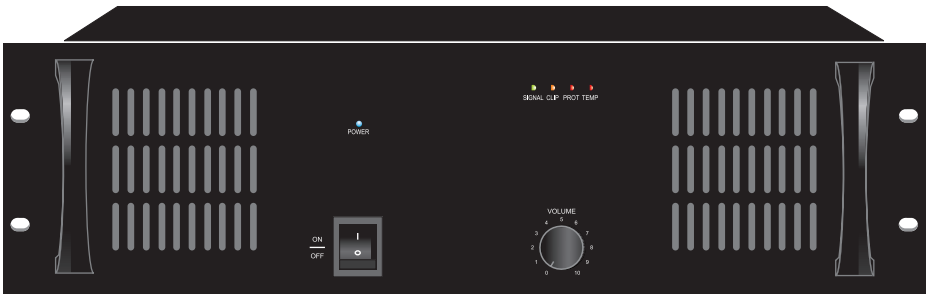 SIGNAL CLIP PROT TEMP
POWER
VOLUME
0 1 2 3 4 5 6 7 8 9 10
ON
OFF
I
O